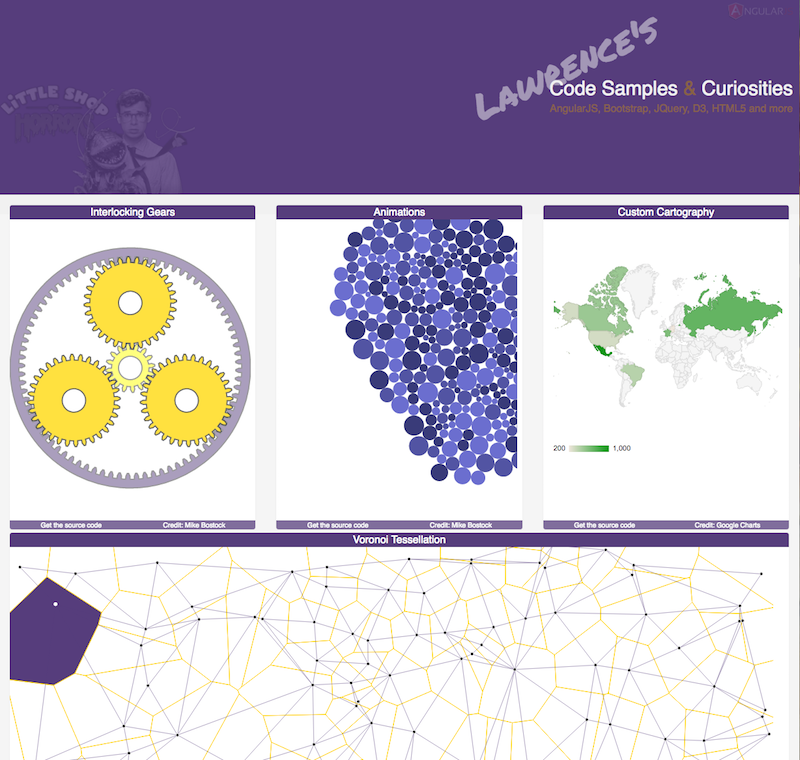 ANGULAR
LAWRENCE'S
Code Samples & Curiosities
AngularJS, Bootstrap, JQuery, D3, HTML5 and more
LiTTLE SHOP
HORRORS
Interlocking Gears
Animations
Custom Cartography
200
1,000
Get the source code
Credit: Mike Bostock
Get the source code
Credit: Mike Bostock
Get the source code
Credit: Google Charts
Voronoi Tessellation